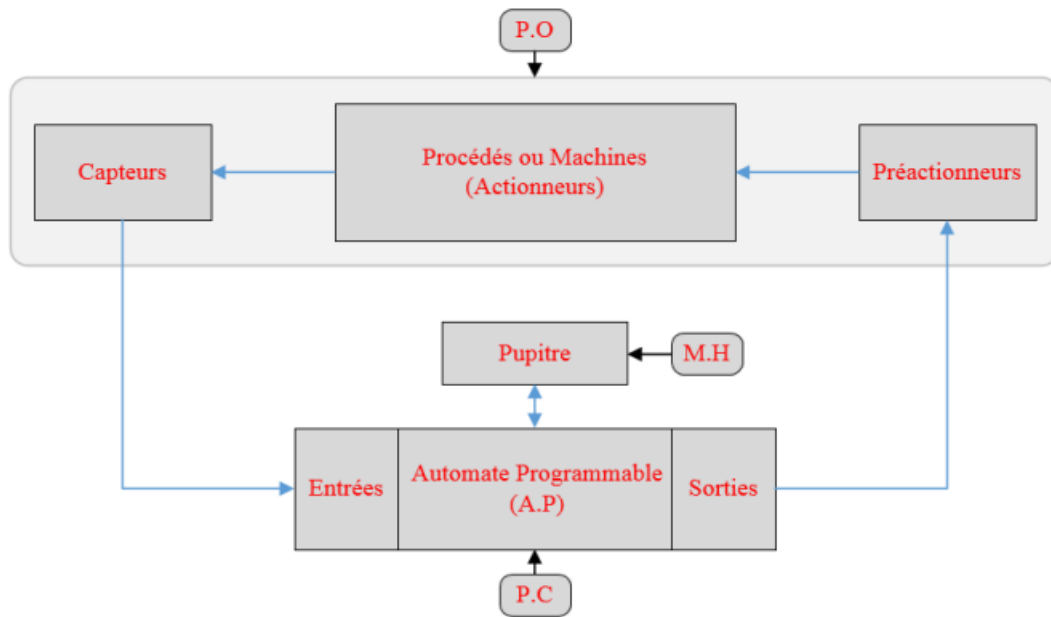 P.O
Capteurs
Procédés ou Machines
(Actionneurs)
Préactionneurs
Pupitre
M.H
Entrées
Automate Programmable
(A.P)
Sorties
P.C